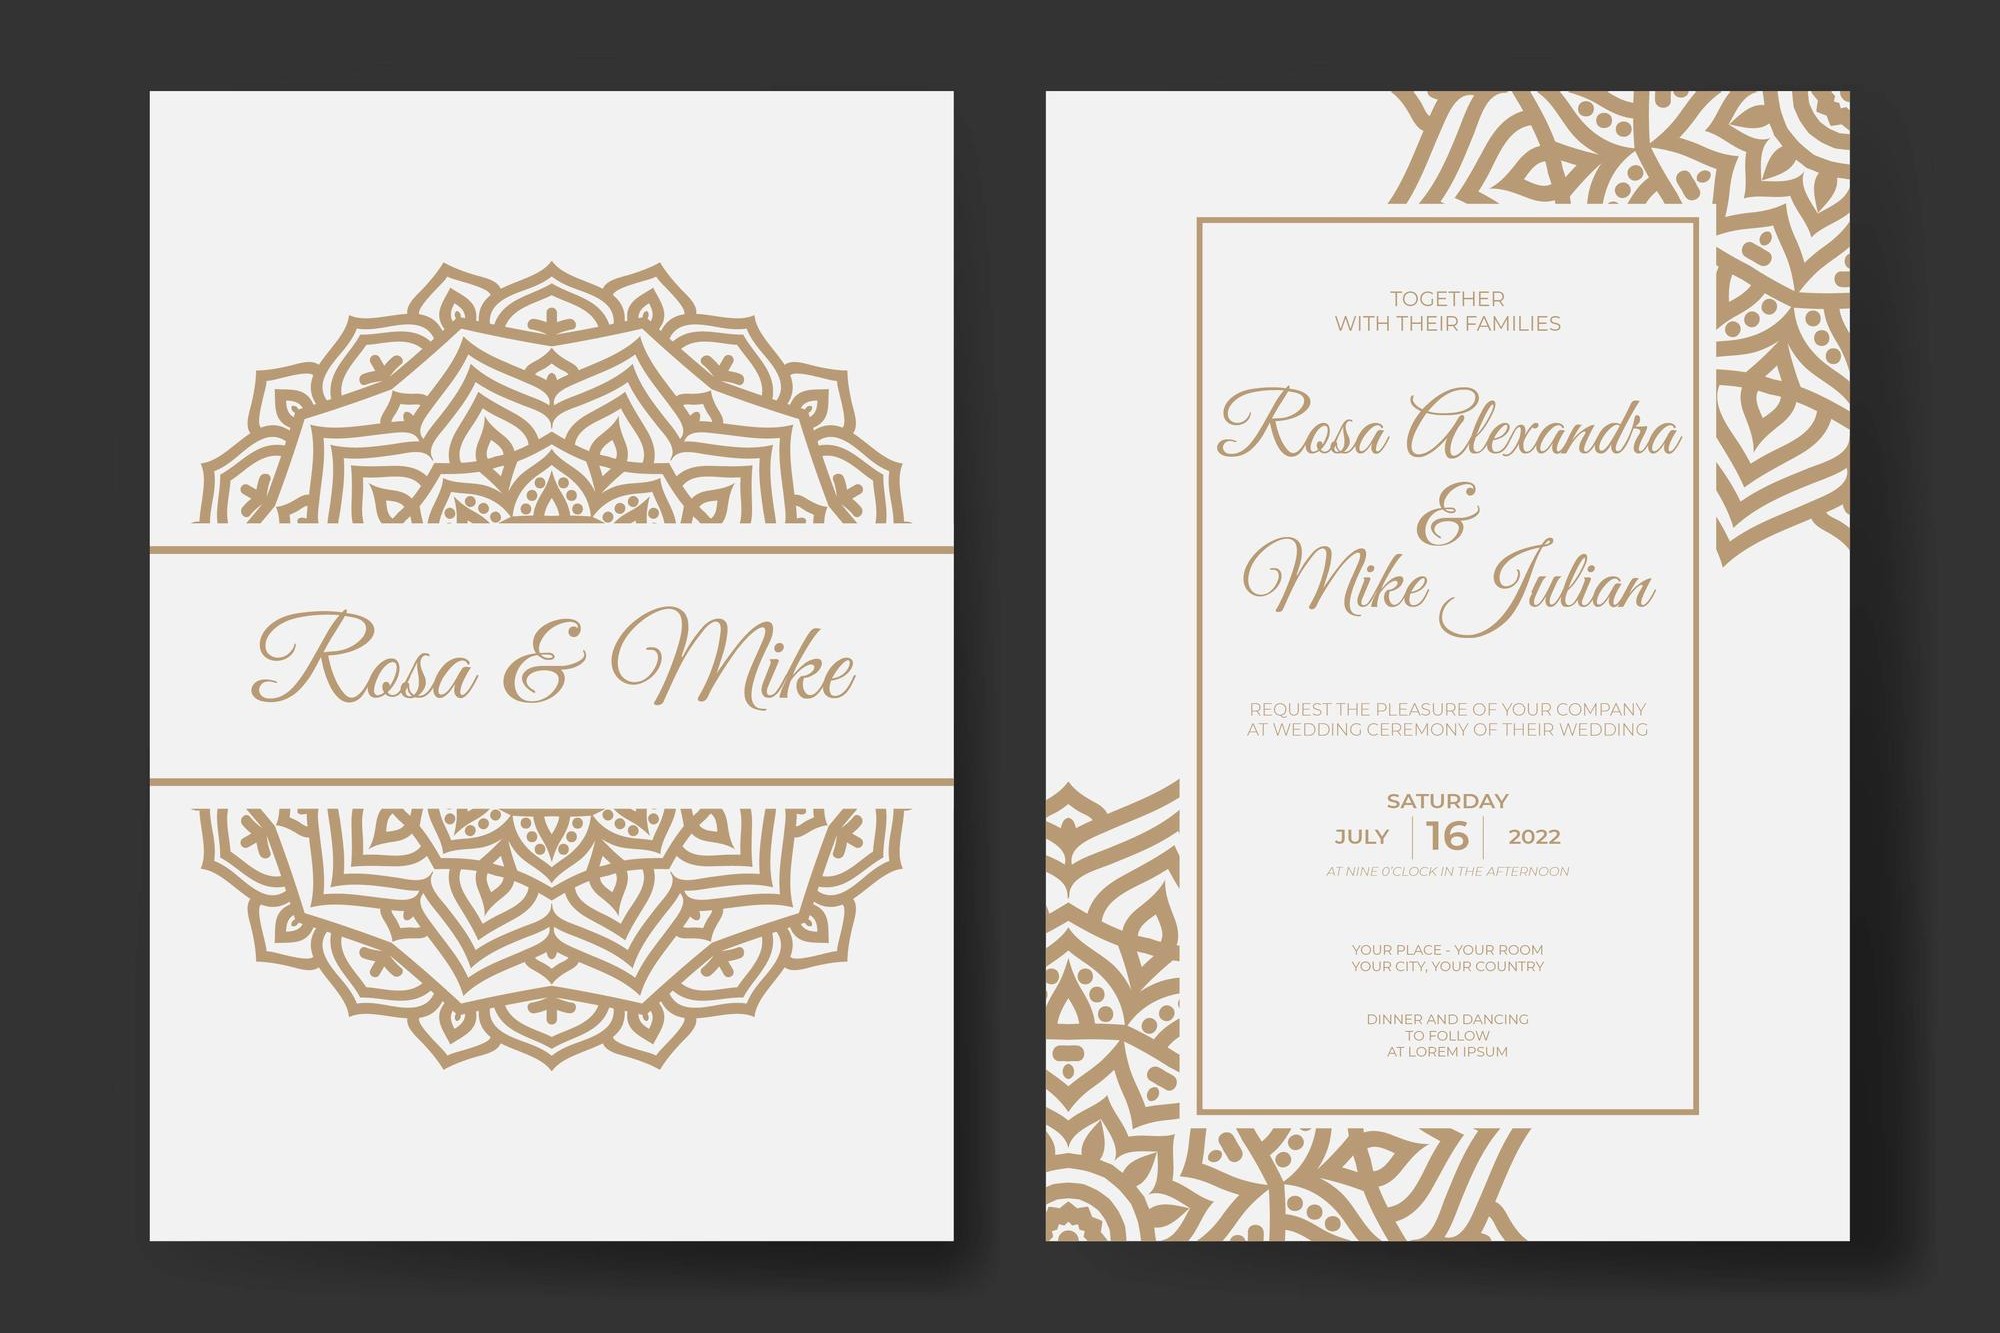 Rosa & Mike
TOGETHER
WITH THEIR FAMILIES
Rosa Alexandra
&
Mike Julian
REQUEST THE PLEASURE OF YOUR COMPANY
AT WEDDING CEREMONY OF THEIR WEDDING
SATURDAY
JULY 16 2022
AT NINE O'CLOCK IN THE AFTERNOON
YOUR PLACE - YOUR ROOM
YOUR CITY, YOUR COUNTRY
DINNER AND DANCING
TO FOLLOW
AT LOREM IPSUM